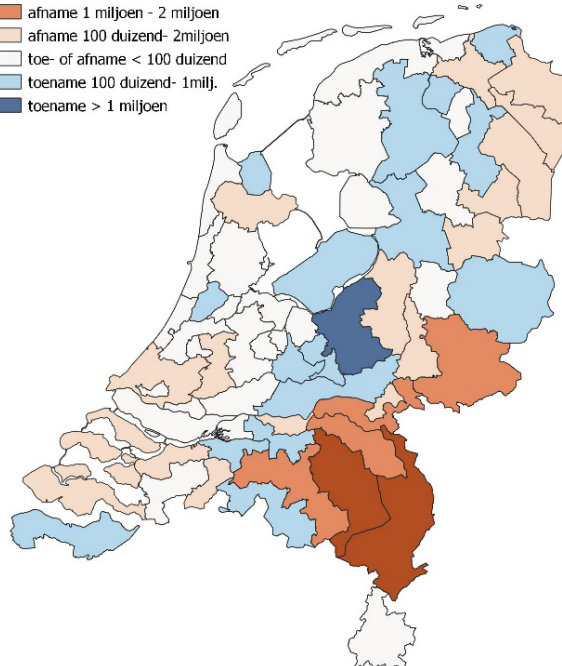 afname 1 miljoen - 2 miljoen
afname 100 duizend- 2miljoen
toe- of afname < 100 duizend
toename 100 duizend- 1milj.
toename > 1 miljoen